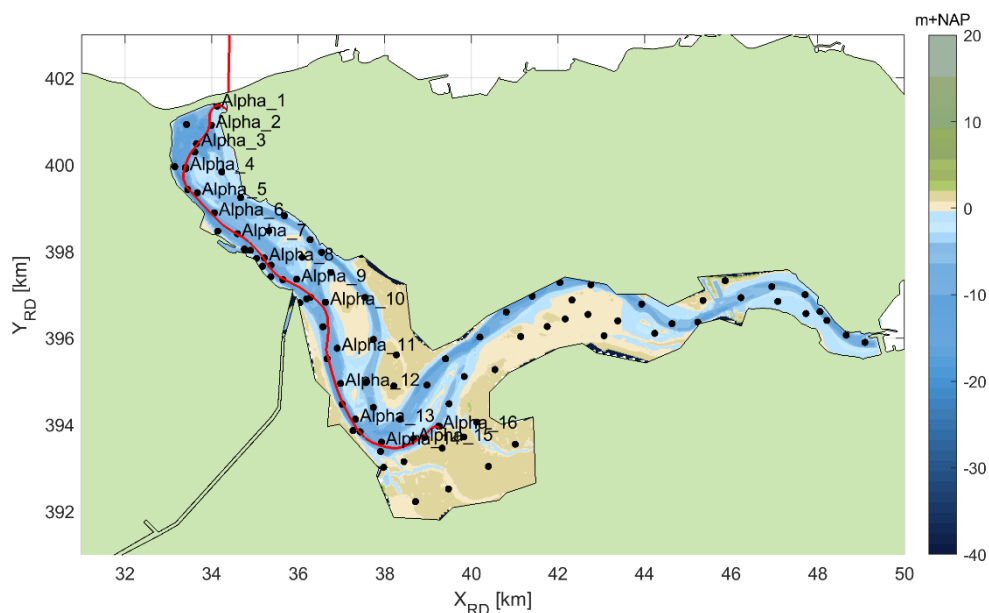 m+NAP
20
10
0
-10
-20
-30
-40
402
400
398
396
394
392
Y_RD [km]
Alpha_1
Alpha_2
Alpha_3
Alpha_4
Alpha_5
Alpha_6
Alpha_7
Alpha_8
Alpha_9
Alpha_10
Alpha_11
Alpha_12
Alpha_13
Alpha_14
Alpha_15
Alpha_16
32 34 36 38 40 42 44 46 48 50
X_RD [km]